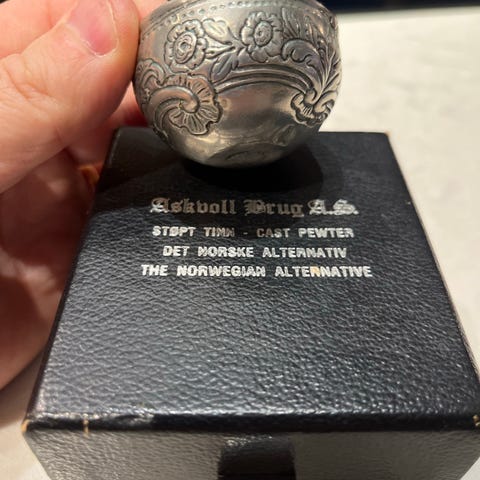 Askvoll Brug A.S.
STØPT TINN - CAST PEWTER
DET NORSKE ALTERNATIV
THE NORWEGIAN ALTERNATIVE